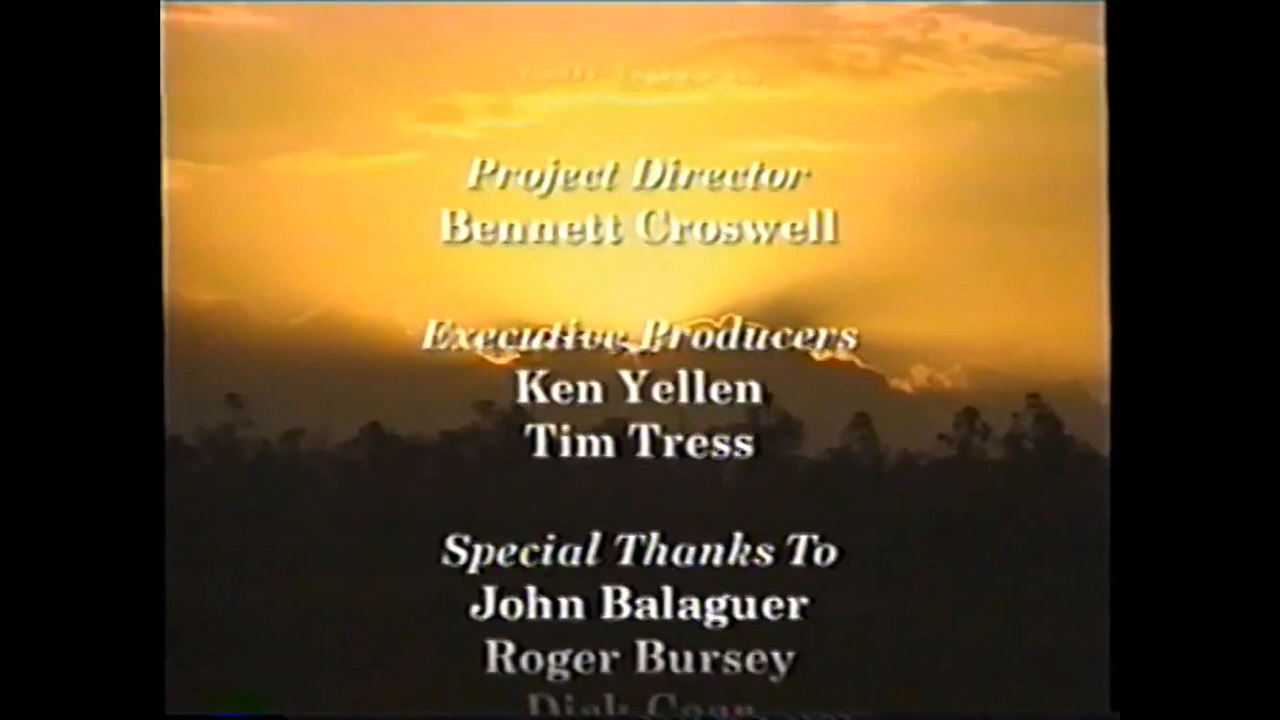 Project Director
Bennett Croswell
Executive Producers
Ken Yellen
Tim Tress
Special Thanks To
John Balaguer
Roger Bursey